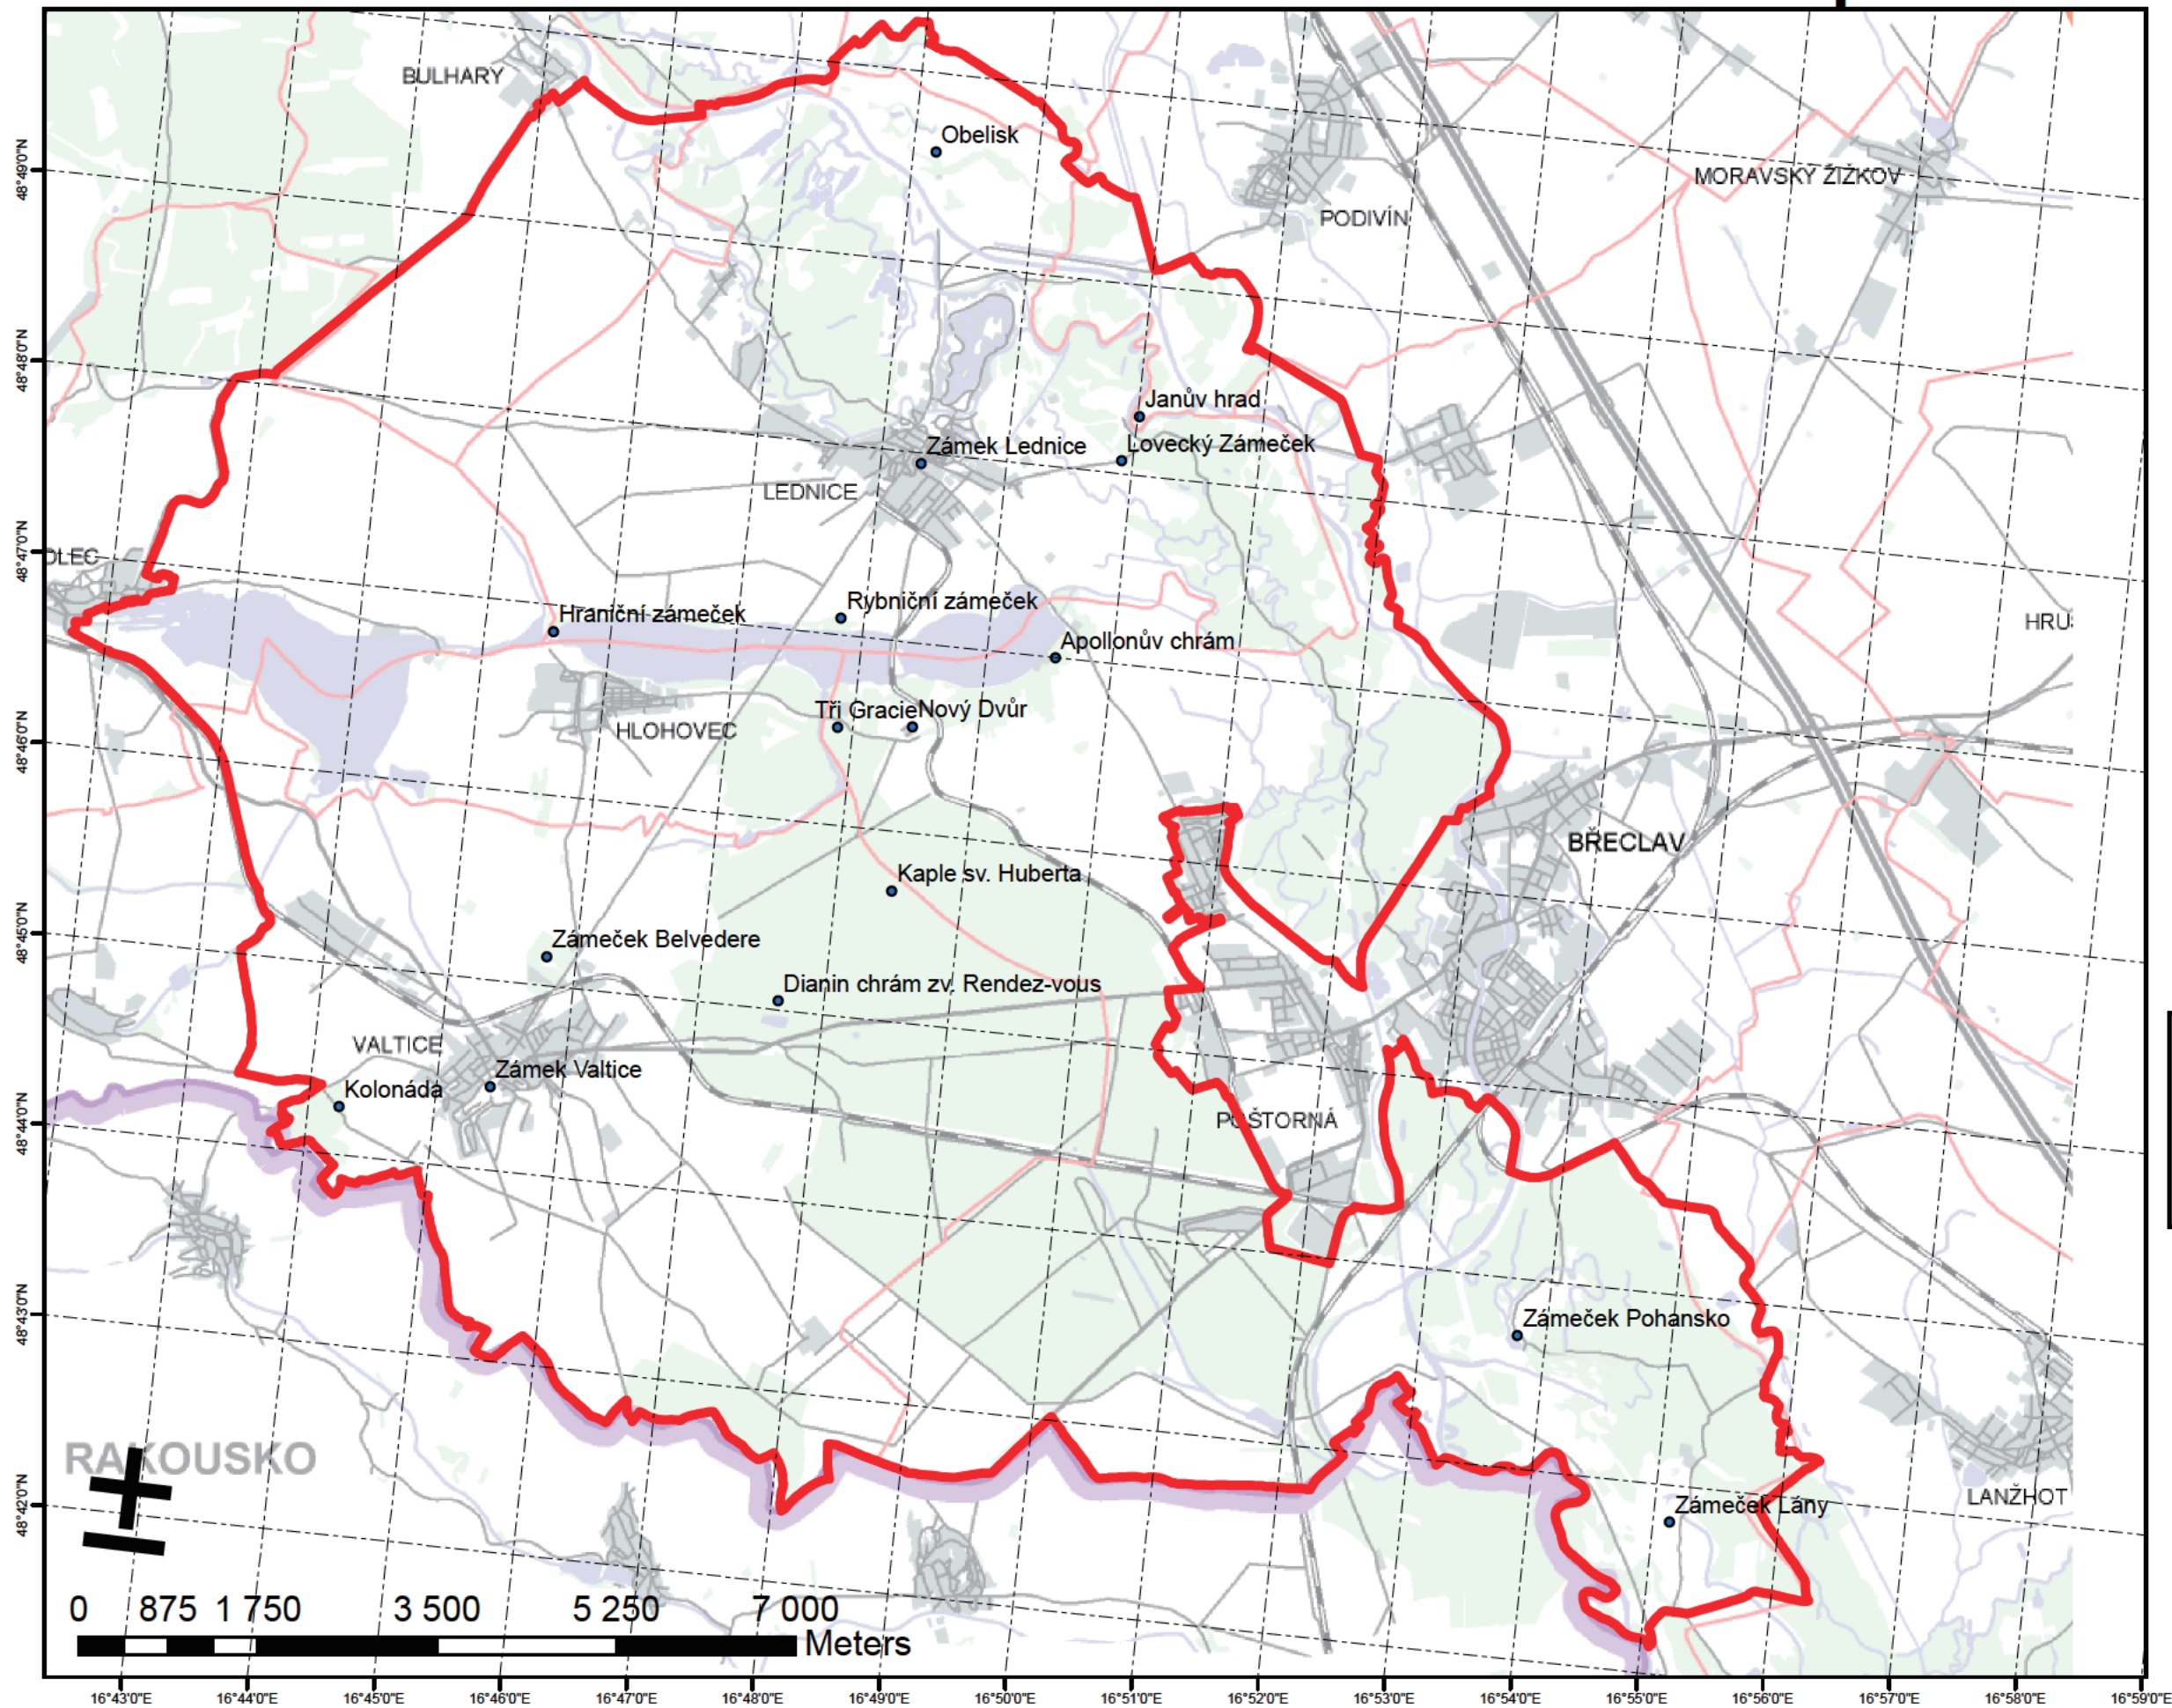 BULHARY
Obelisk
MORAVSKÝ ŽIŽKOV
PODIVÍN
Janův hrad
Zámek Lednice
Lovecký Zámeček
LEDNICE
DLEC
Hraniční zámeček
Rybniční zámeček
HRU
Apollonův chrám
Tři Gracie
Nový Dvůr
HLOHOVEC
BŘECLAV
Kaple sv. Huberta
Zámeček Belvedere
Dianin chrám zv. Rendez-vous
VALTICE
Zámek Valtice
Kolonáda
POŠTORNÁ
Zámeček Pohansko
RAKOUSKO
LANŽHOT
Zámeček Lány
0 875 1 750 3 500 5 250 7 000
Meters
48°49'0"N
48°48'0"N
48°47'0"N
48°46'0"N
48°45'0"N
48°44'0"N
48°43'0"N
48°42'0"N
16°43'0"E 16°44'0"E 16°45'0"E 16°46'0"E 16°47'0"E 16°48'0"E 16°49'0"E 16°50'0"E 16°51'0"E 16°52'0"E 16°53'0"E 16°54'0"E 16°55'0"E 16°56'0"E 16°57'0"E 16°58'0"E 16°59'0"E